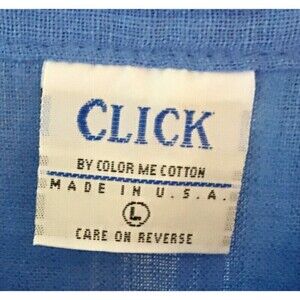 CLICK
BY COLOR ME COTTON
MADE IN U.S.A.
L
CARE ON REVERSE